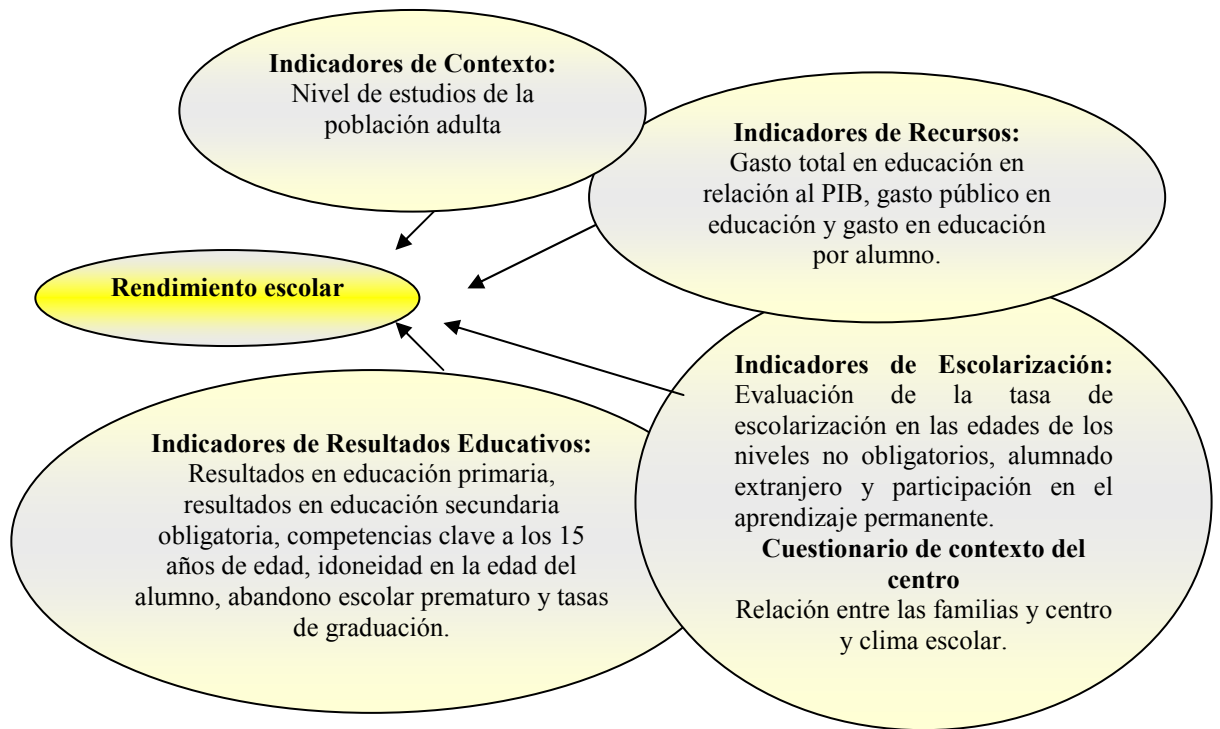 Indicadores de Contexto:
Nivel de estudios de la
población adulta
Indicadores de Recursos:
Gasto total en educación en
relación al PIB, gasto público en
educación y gasto en educación
por alumno.
Rendimiento escolar
Indicadores de Escolarización:
Evaluación de la tasa de
escolarización en las edades de los
niveles no obligatorios, alumnado
extranjero y participación en el
aprendizaje permanente.
Cuestionario de contexto del
centro
Relación entre las familias y centro
y clima escolar.
Indicadores de Resultados Educativos:
Resultados en educación primaria,
resultados en educación secundaria
obligatoria, competencias clave a los 15
años de edad, idoneidad en la edad del
alumno, abandono escolar prematuro y tasas
de graduación.